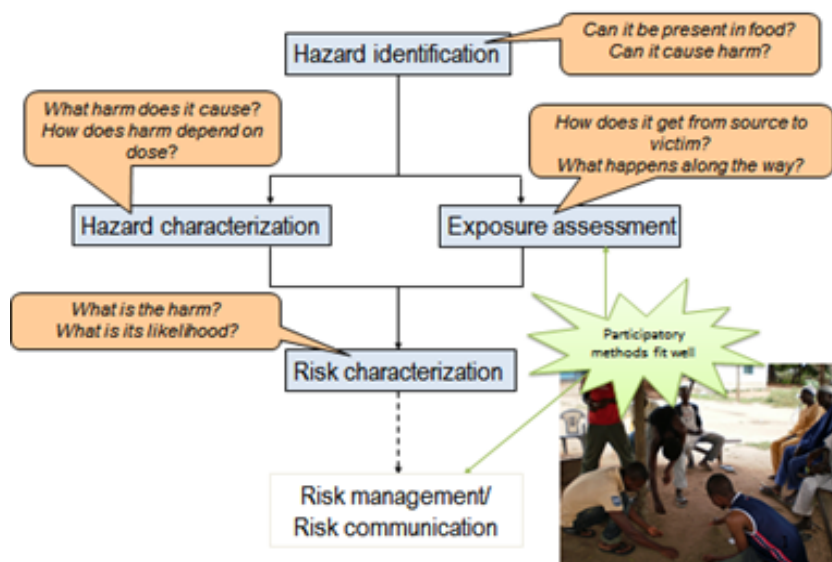 Hazard identification
Can it be present in food?
Can it cause harm?
What harm does it cause?
How does harm depend on
dose?
How does it get from source to
victim?
What happens along the way?
Hazard characterization
Exposure assessment
What is the harm?
What is its likelihood?
Participatory
methods fit well
Risk characterization
Risk management/
Risk communication